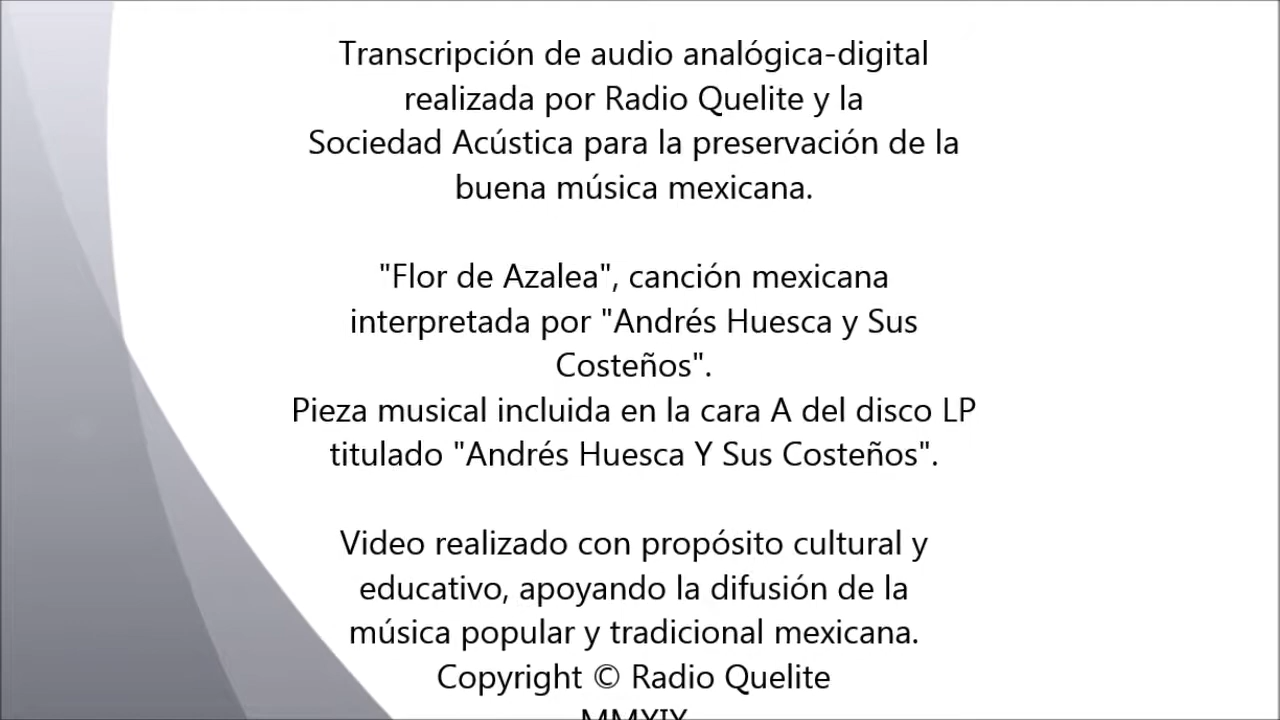 Transcripción de audio analógica-digital
realizada por Radio Quelite y la
Sociedad Acústica para la preservación de la
buena música mexicana.
"Flor de Azalea", canción mexicana
interpretada por "Andrés Huesca y Sus
Costeños".
Pieza musical incluida en la cara A del disco LP
titulado "Andrés Huesca Y Sus Costeños".
Video realizado con propósito cultural y
educativo, apoyando la difusión de la
música popular y tradicional mexicana.
Copyright © Radio Quelite
MMXIX